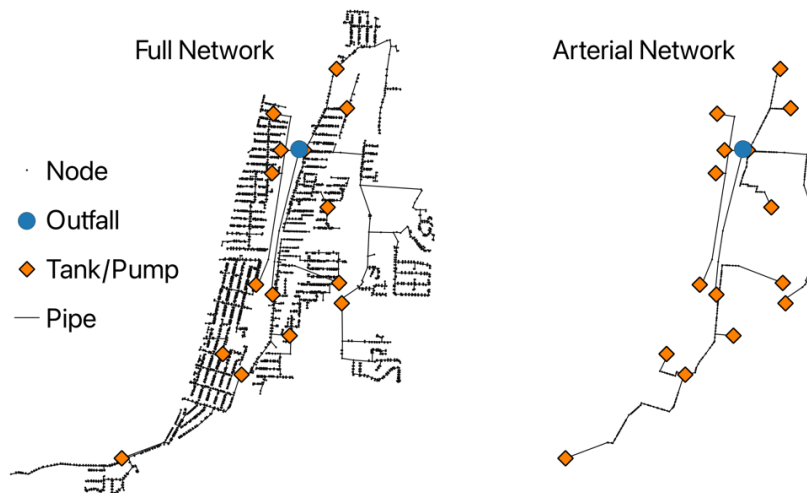 Full Network
Arterial Network
Node
Outfall
Tank/Pump
Pipe